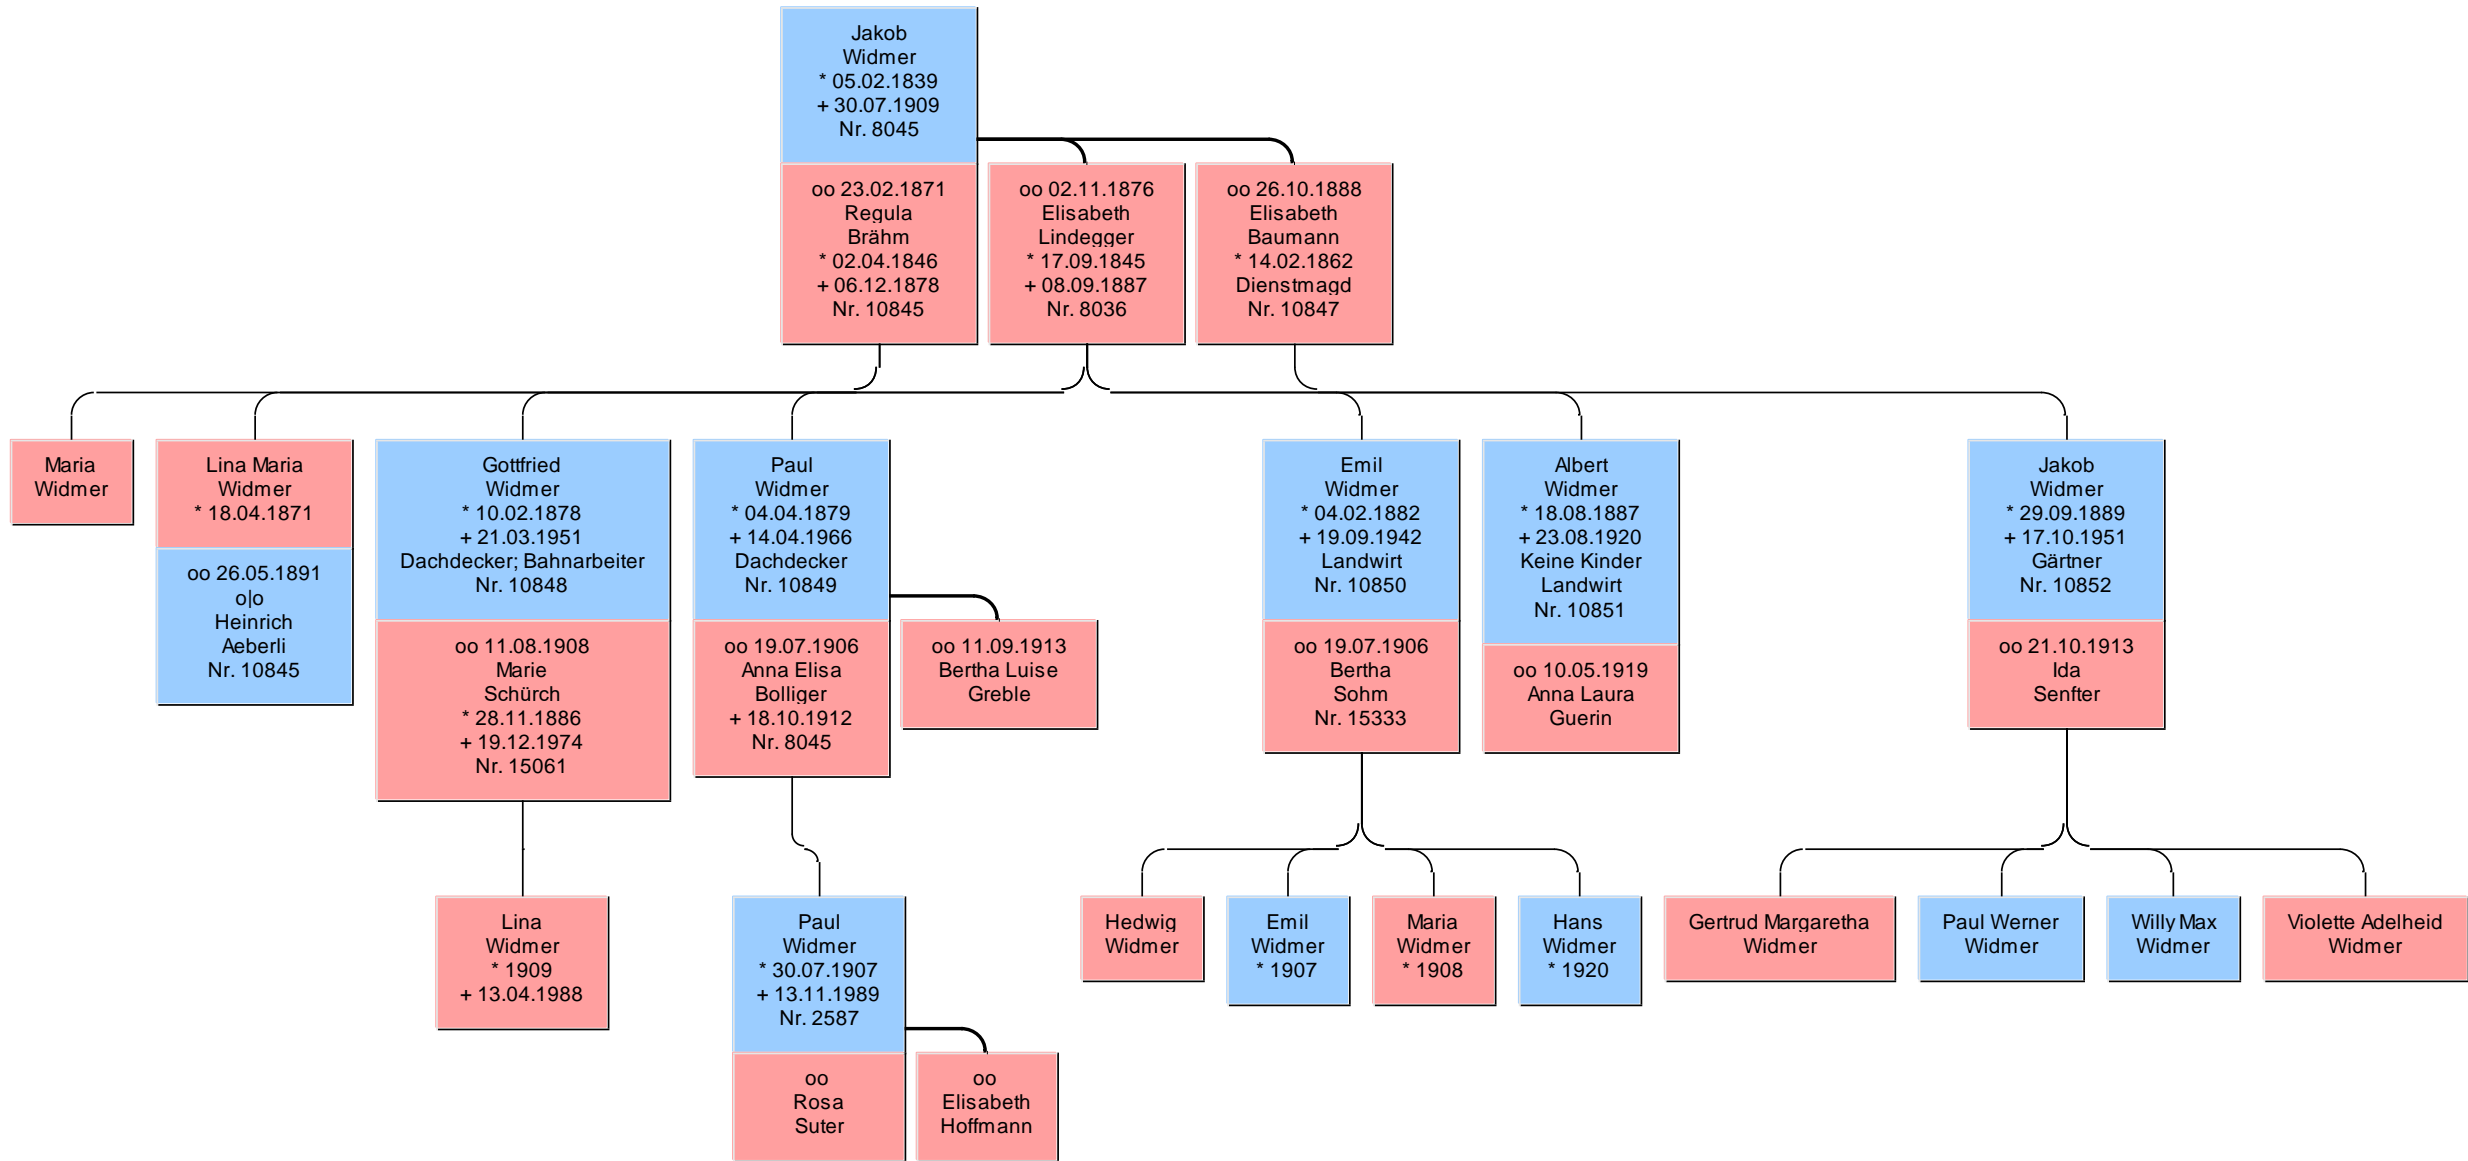 Jakob
Widmer
* 05.02.1839
+ 30.07.1909
Nr. 8045
oo 23.02.1871
Regula
Brähm
* 02.04.1846
+ 06.12.1878
Nr. 10845
oo 02.11.1876
Elisabeth
Lindegger
* 17.09.1845
+ 08.09.1887
Nr. 8036
oo 26.10.1888
Elisabeth
Baumann
* 14.02.1862
Dienstmagd
Nr. 10847
Maria
Widmer
Lina Maria
Widmer
* 18.04.1871
oo 26.05.1891
o|o
Heinrich
Aeberli
Nr. 10845
Gottfried
Widmer
* 10.02.1878
+ 21.03.1951
Dachdecker; Bahnarbeiter
Nr. 10848
oo 11.08.1908
Marie
Schürch
* 28.11.1886
+ 19.12.1974
Nr. 15061
Paul
Widmer
* 04.04.1879
+ 14.04.1966
Dachdecker
Nr. 10849
oo 19.07.1906
Anna Elisa
Bolliger
+ 18.10.1912
Nr. 8045
oo 11.09.1913
Bertha Luise
Greble
Emil
Widmer
* 04.02.1882
+ 19.09.1942
Landwirt
Nr. 10850
oo 19.07.1906
Bertha
Sohm
Nr. 15333
Albert
Widmer
* 18.08.1887
+ 23.08.1920
Keine Kinder
Landwirt
Nr. 10851
oo 10.05.1919
Anna Laura
Guerin
Jakob
Widmer
* 29.09.1889
+ 17.10.1951
Gärtner
Nr. 10852
oo 21.10.1913
Ida
Senfter
Lina
Widmer
* 1909
+ 13.04.1988
Paul
Widmer
* 30.07.1907
+ 13.11.1989
Nr. 2587
oo
Rosa
Suter
oo
Elisabeth
Hoffmann
Hedwig
Widmer
Emil
Widmer
* 1907
Maria
Widmer
* 1908
Hans
Widmer
* 1920
Gertrud Margaretha
Widmer
Paul Werner
Widmer
Willy Max
Widmer
Violette Adelheid
Widmer